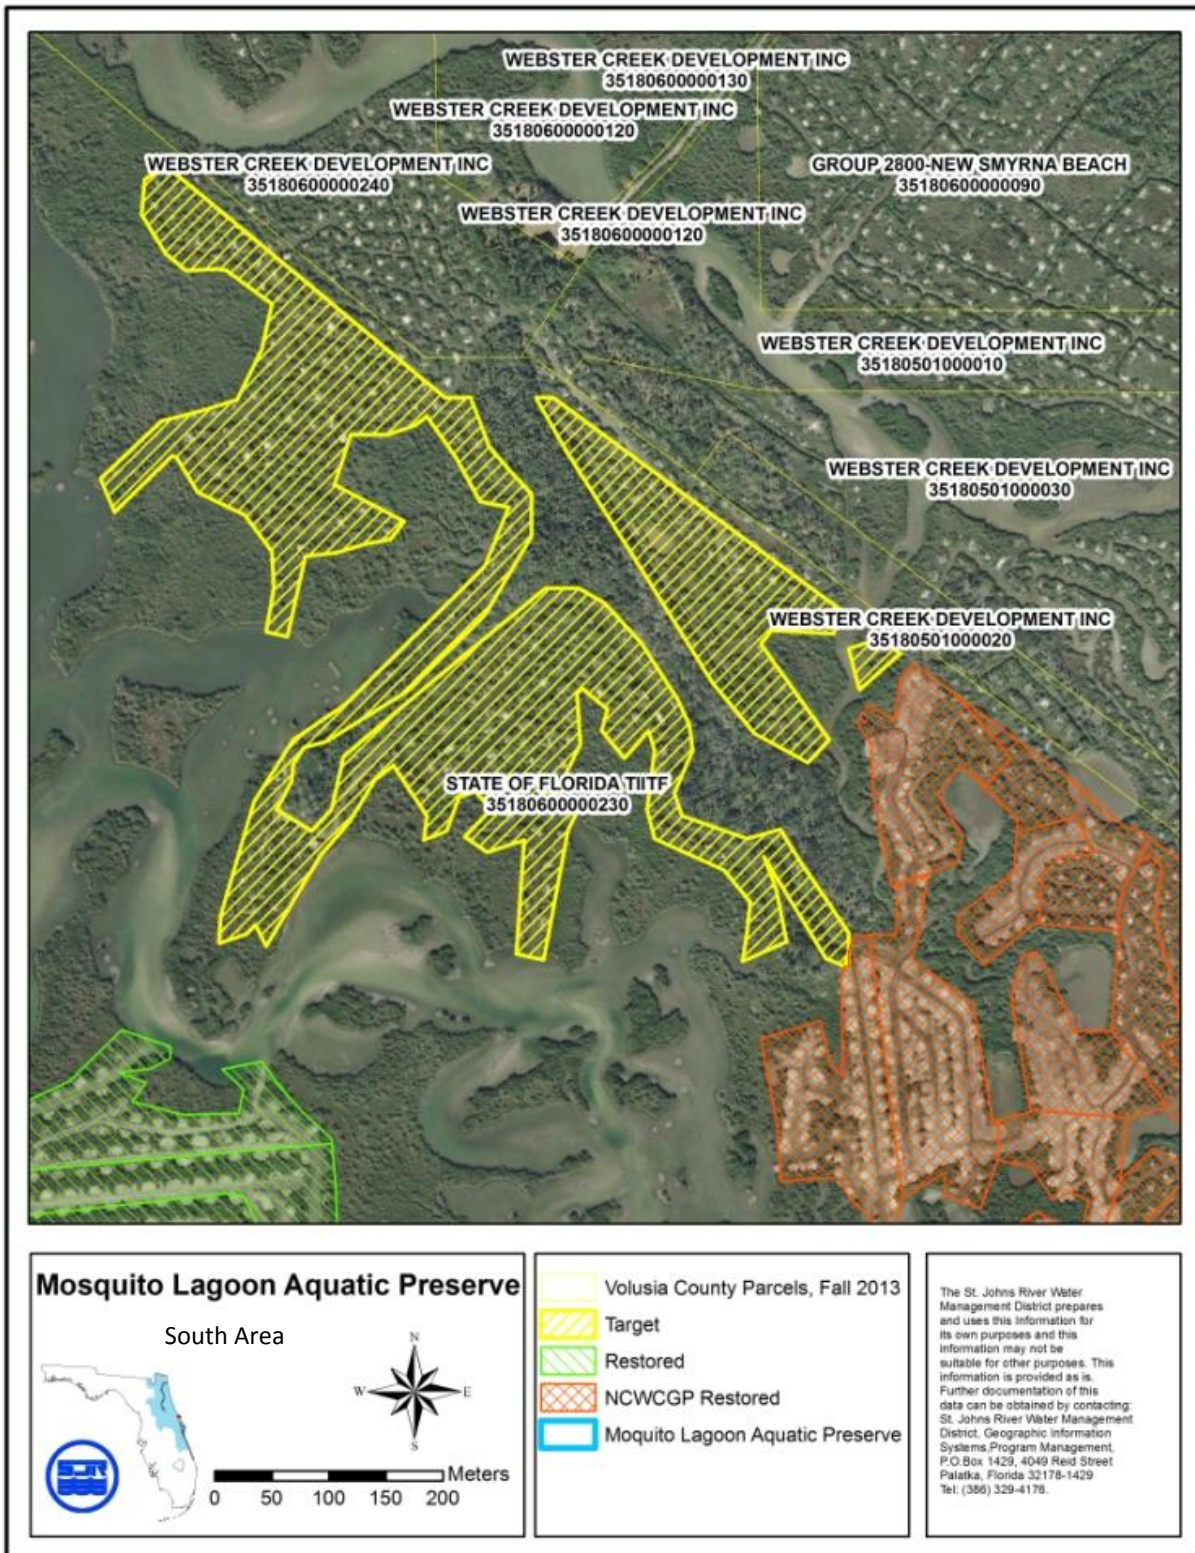 WEBSTER CREEK DEVELOPMENT INC
35180600000130
WEBSTER CREEK DEVELOPMENT INC
35180600000120
WEBSTER CREEK DEVELOPMENT INC
35180600000240
GROUP 2800-NEW SMYRNA BEACH
35180600000090
WEBSTER CREEK DEVELOPMENT INC
35180600000120
WEBSTER CREEK DEVELOPMENT INC
35180501000010
WEBSTER CREEK DEVELOPMENT INC
35180501000030
WEBSTER CREEK DEVELOPMENT INC
35180501000020
STATE OF FLORIDA TIITF
35180600000230
Mosquito Lagoon Aquatic Preserve
South Area
N
W
E
S
Meters
0 50 100 150 200
Volusia County Parcels, Fall 2013
Target
Restored
NCWCGP Restored
Moquito Lagoon Aquatic Preserve
The St. Johns River Water
Management District prepares
and uses this information for
its own purposes and this
information may not be
suitable for other purposes. This
information is provided as is.
Further documentation of this
data can be obtained by contacting:
St. Johns River Water Management
District, Geographic Information
Systems,Program Management,
P.O.Box 1429, 4049 Reid Street
Palatka, Florida 32178-1429
Tel: (386) 329-4176.